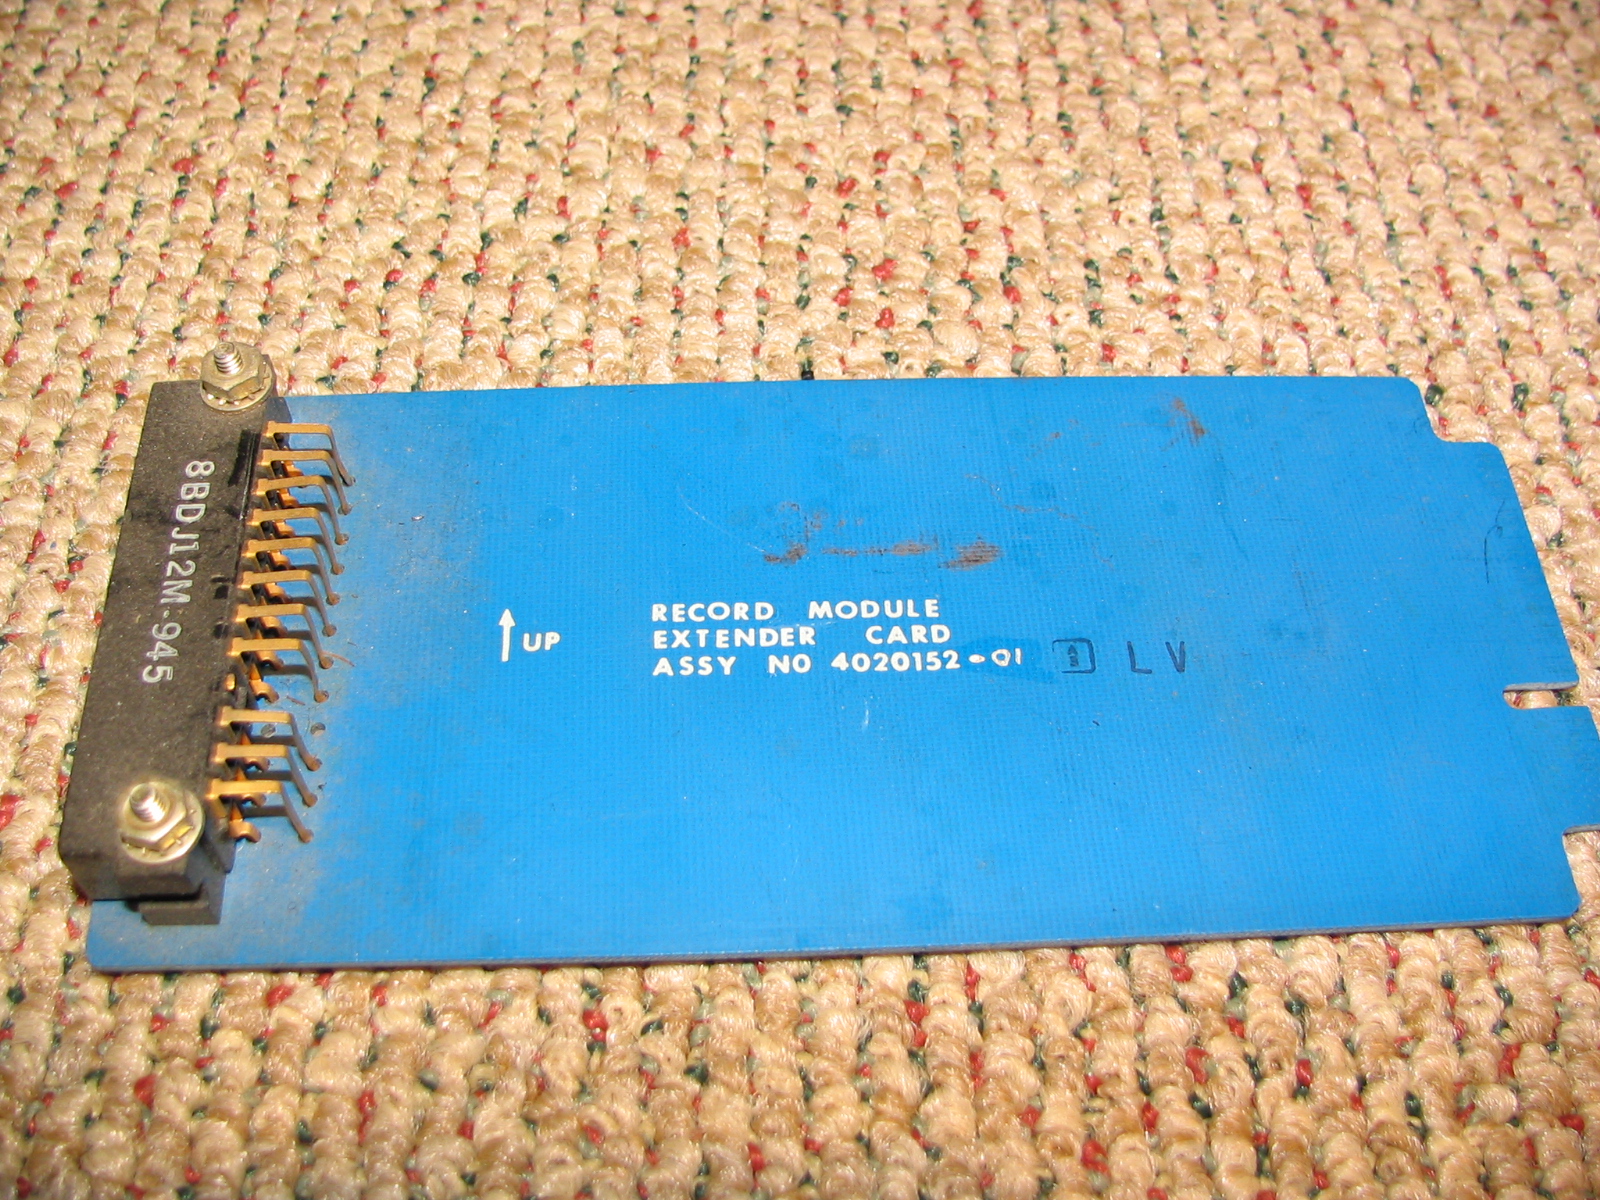 8BDJ12M-945
UP
RECORD MODULE
EXTENDER CARD
ASSY NO 4020152-01
LV